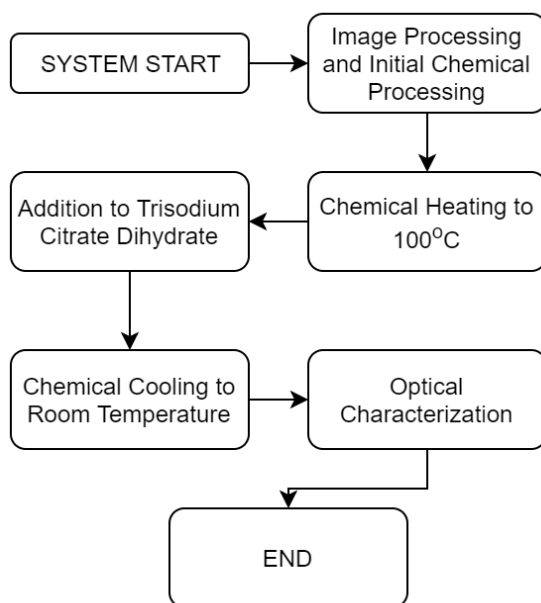 SYSTEM START
Image Processing
and Initial Chemical
Processing
Chemical Heating to
100°C
Addition to Trisodium
Citrate Dihydrate
Chemical Cooling to
Room Temperature
Optical
Characterization
END